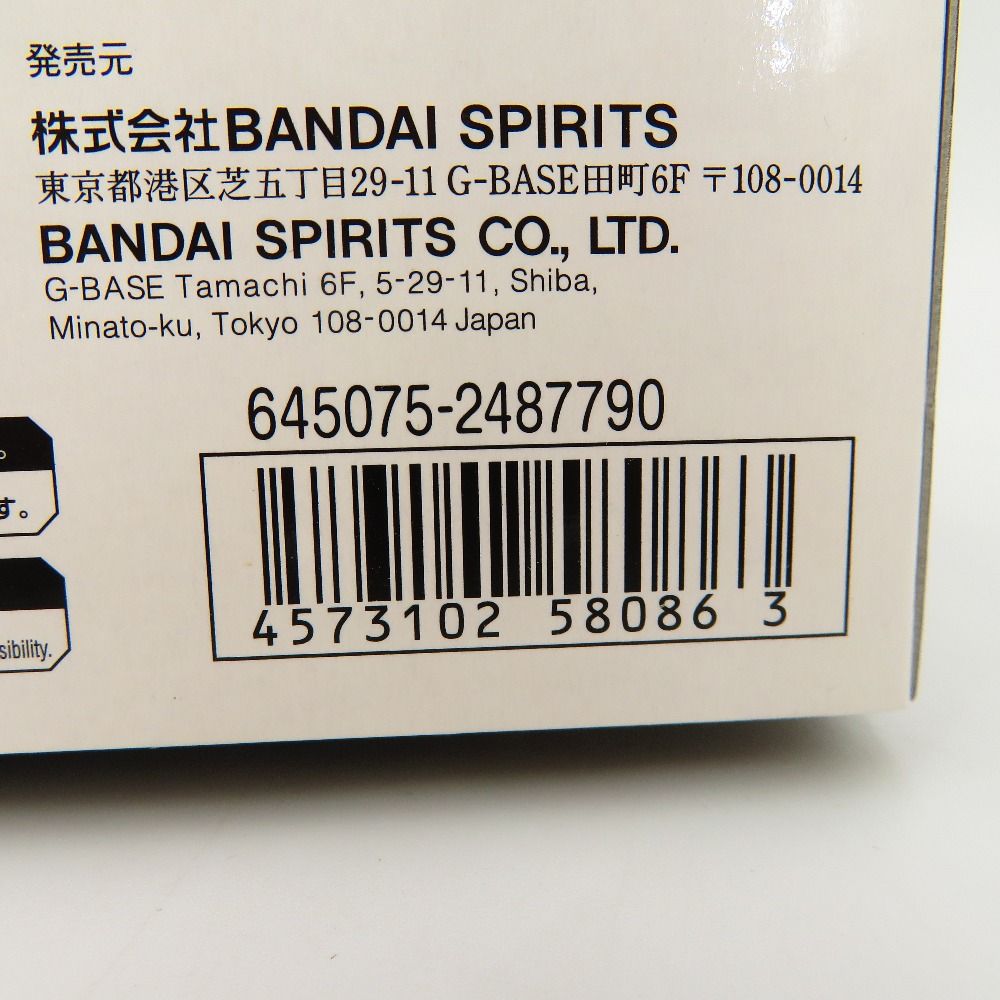 発売元
株式会社BANDAI SPIRITS
東京都港区芝五丁目29-11 G-BASE田町6F 〒108-0014
BANDAI SPIRITS CO., LTD.
G-BASE Tamachi 6F, 5-29-11, Shiba,
Minato-ku, Tokyo 108-0014 Japan
645075-2487790
4573102 58086 3
。
す。
sibility.